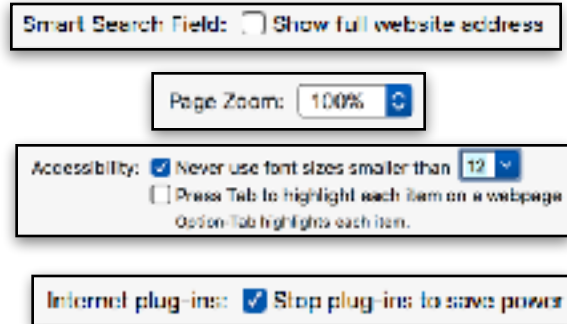 Smart Search Field: Show full website address
Page Zoom: 100%
Accessibility: Never use font sizes smaller than 12
Press Tab to highlight each item on a webpage
Option-Tab highlights each item.
Internet plug-ins: Stop plug-ins to save power